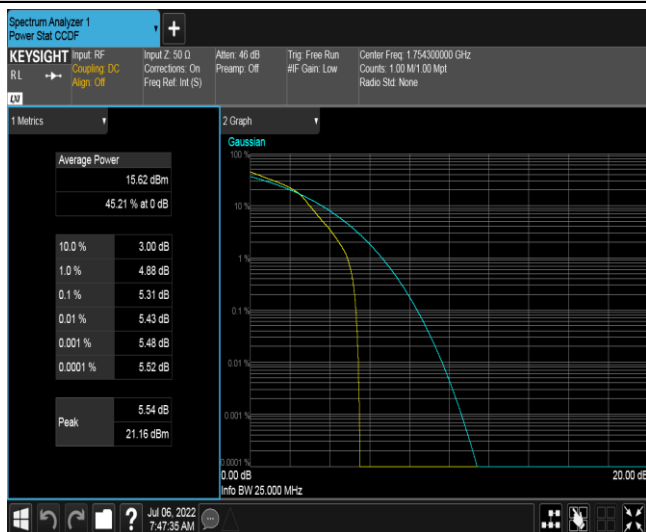 Spectrum Analyzer 1
Power Stat CCDF
KEYSIGHT
RL
Input: RF
Coupling: DC
Align: Off
Input Z: 50 Ω
Corrections: On
Freq Ref: Int (S)
Atten: 46 dB
Preamp: Off
Trig: Free Run
#IF Gain: Low
Center Freq: 1.754300000 GHz
Counts: 1.00 M/1.00 Mpt
Radio Std: None
1 Metrics
Average Power
15.62 dBm
45.21 % at 0 dB
10.0 % 3.00 dB
1.0 % 4.88 dB
0.1 % 5.31 dB
0.01 % 5.43 dB
0.001 % 5.48 dB
0.0001 % 5.52 dB
Peak
5.54 dB
21.16 dBm
2 Graph
Gaussian
100 %
10 %
1 %
0.1 %
0.01 %
0.001 %
0.0001 %
0.00 dB
20.00 dB
Info BW 25.000 MHz
?
Jul 06, 2022
7:47:35 AM